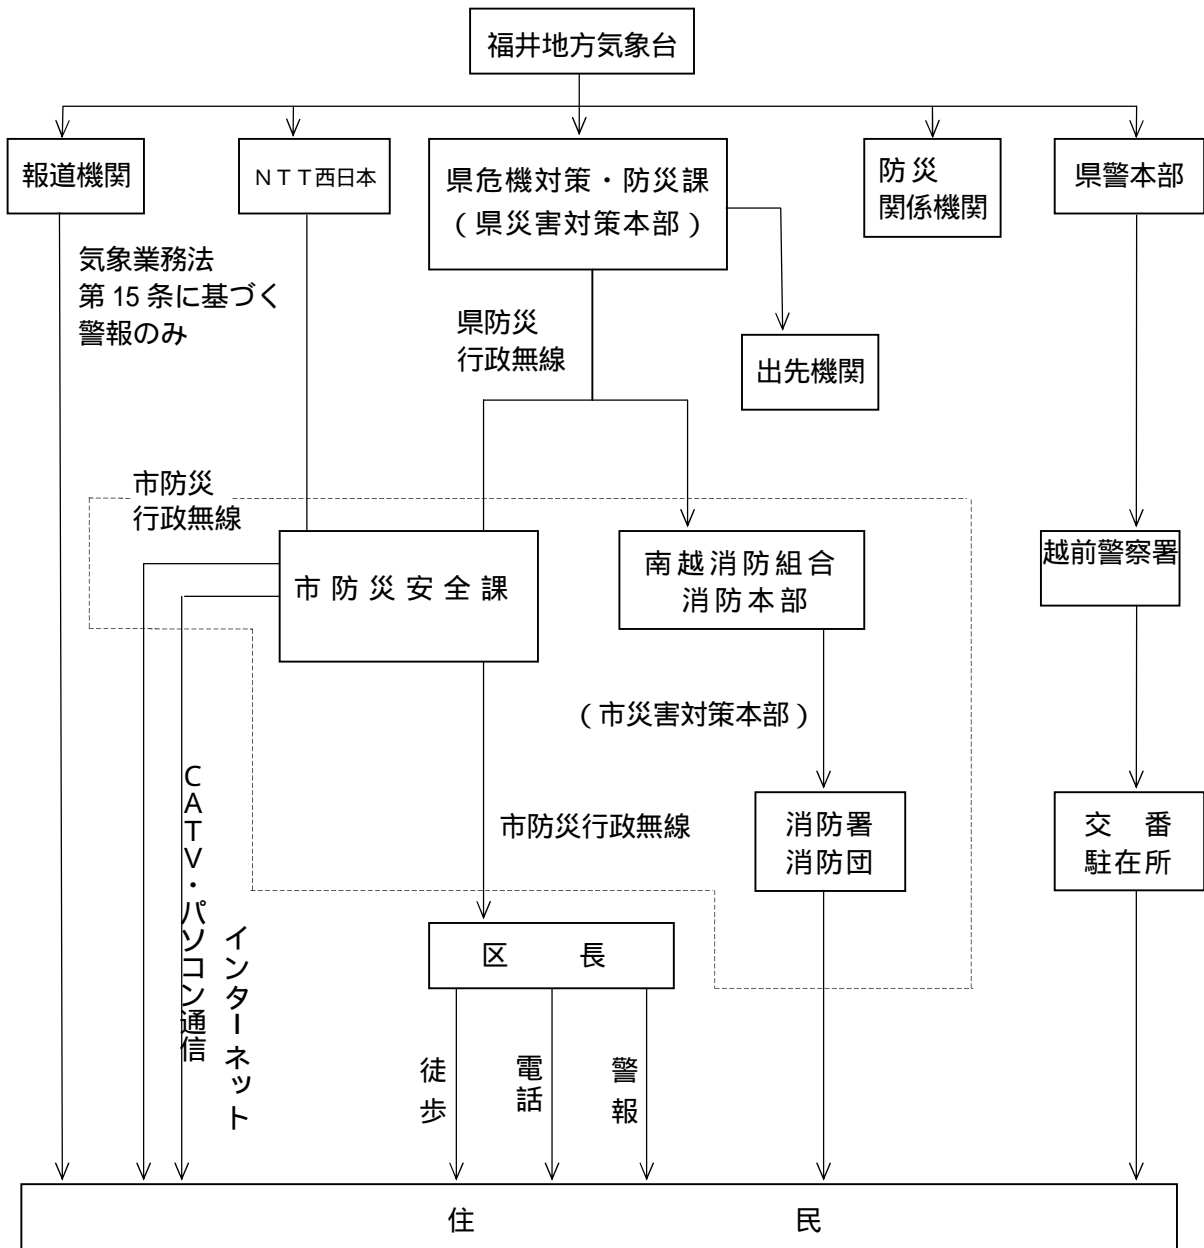 福井地方気象台
報道機関
ＮＴＴ西日本
県危機対策・防災課
（県災害対策本部）
防災
関係機関
県警本部
気象業務法
第 15 条に基づく
警報のみ
県防災
行政無線
出先機関
市防災
行政無線
市防災安全課
南越消防組合
消防本部
越前警察署
（市災害対策本部）
市防災行政無線
消防署
消防団
交　番
駐在所
CATV・パソコン通信
インターネット
区　長
徒歩
電話
警報
住　民